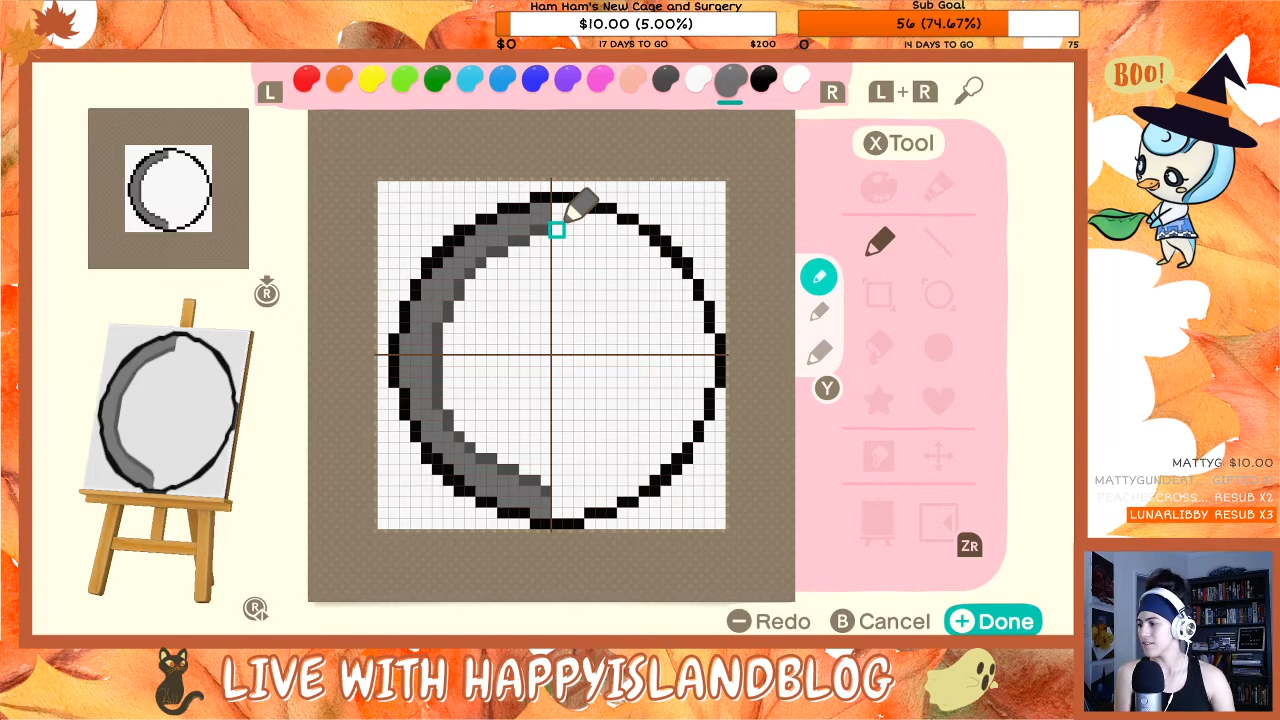 Ham Ham's New Cage and Surgery
$10.00 (5.00%)
$0 17 DAYS TO GO $200
Sub Goal
56 (74.67%)
0 14 DAYS TO GO 75
L R L + R
BOO!
X Tool
R
Y
ZR
R
- Redo B Cancel + Done
MATTYG $10.00
LUNARLIBBY RESUB X3
RESUB X2
LIVE WITH HAPPYISLANDBLOG